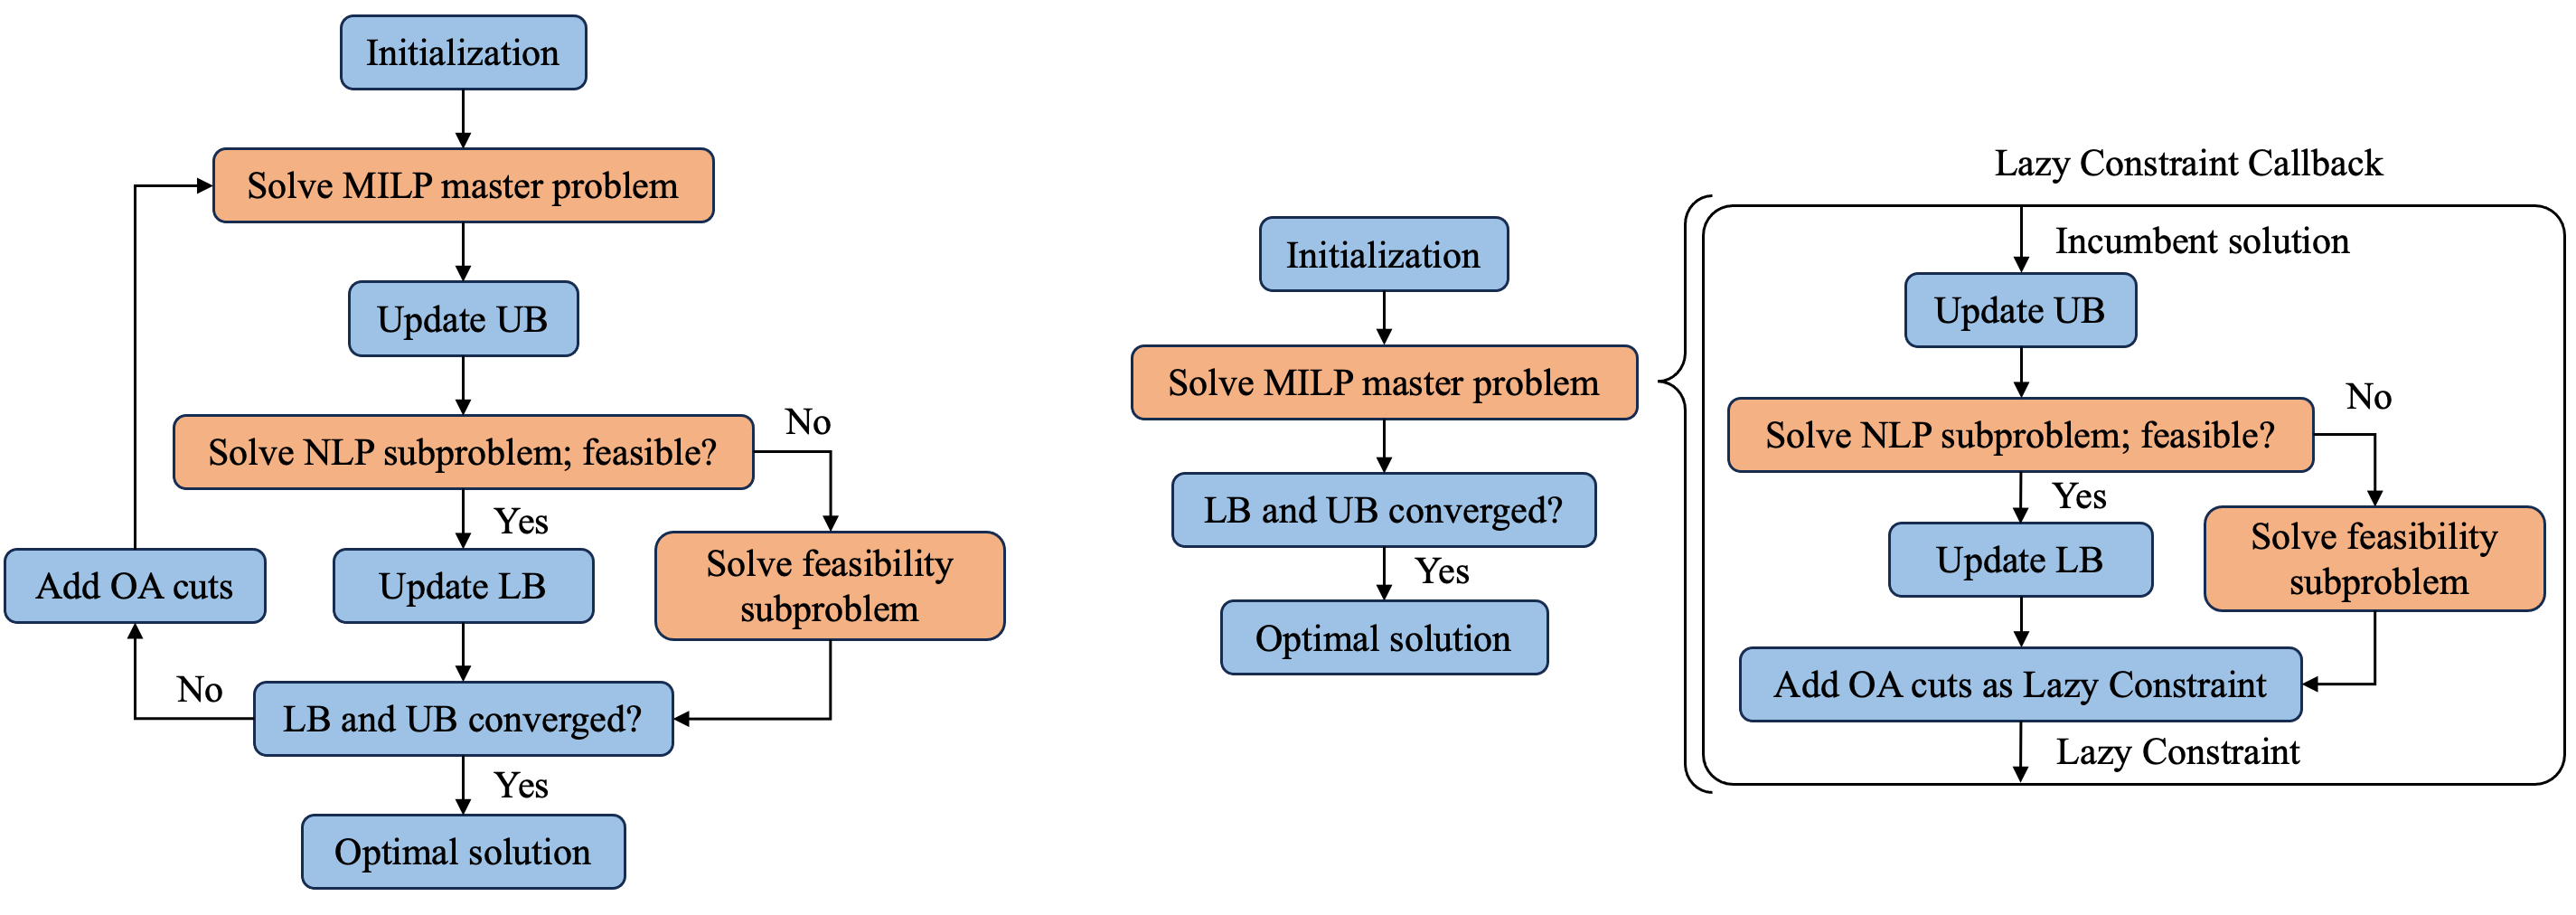 Initialization
Solve MILP master problem
Update UB
Solve NLP subproblem; feasible?
No
Yes
Add OA cuts
Update LB
Solve feasibility
subproblem
No
LB and UB converged?
Yes
Optimal solution
Initialization
Solve MILP master problem
LB and UB converged?
Yes
Optimal solution
Lazy Constraint Callback
Incumbent solution
Update UB
No
Solve NLP subproblem; feasible?
Yes
Update LB
Solve feasibility
subproblem
Add OA cuts as Lazy Constraint
Lazy Constraint